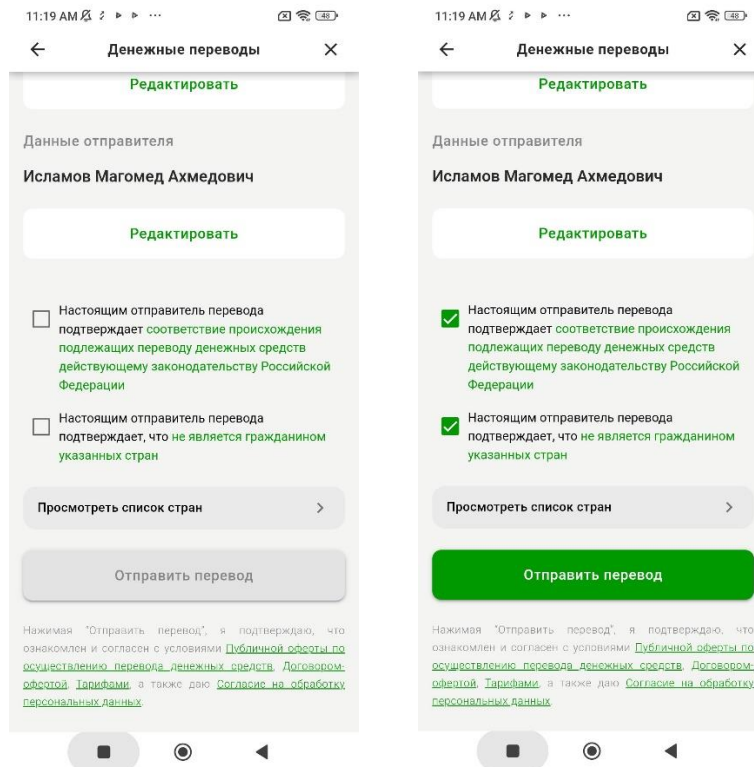 11:19 AM
48
Денежные переводы
Редактировать
Данные отправителя
Исламов Магомед Ахмедович
Редактировать
Настоящим отправитель перевода
подтверждает соответствие происхождения
подлежащих переводу денежных средств
действующему законодательству Российской
Федерации
Настоящим отправитель перевода
подтверждает, что не является гражданином
указанных стран
Просмотреть список стран
Отправить перевод
Нажимая "Отправить перевод", я подтверждаю, что
ознакомлен и согласен с условиями Публичной оферты по
осуществлению перевода денежных средств, Договором-
офертой, Тарифами, а также даю Согласие на обработку
персональных данных.
11:19 AM
48
Денежные переводы
Редактировать
Данные отправителя
Исламов Магомед Ахмедович
Редактировать
Настоящим отправитель перевода
подтверждает соответствие происхождения
подлежащих переводу денежных средств
действующему законодательству Российской
Федерации
Настоящим отправитель перевода
подтверждает, что не является гражданином
указанных стран
Просмотреть список стран
Отправить перевод
Нажимая "Отправить перевод", я подтверждаю, что
ознакомлен и согласен с условиями Публичной оферты по
осуществлению перевода денежных средств, Договором-
офертой, Тарифами, а также даю Согласие на обработку
персональных данных.